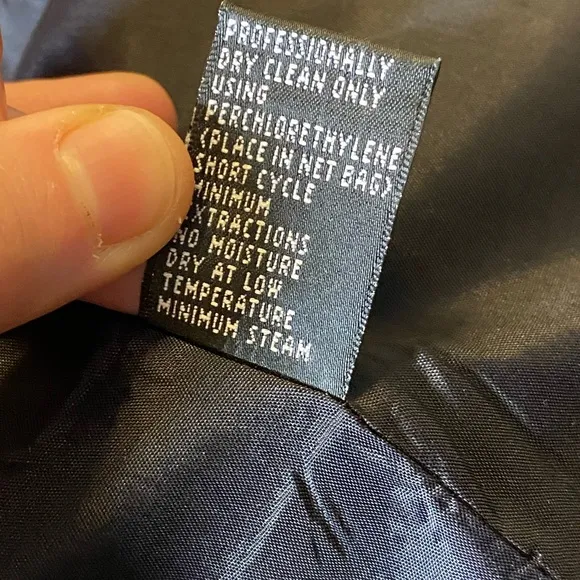 PROFESSIONALLY
DRY CLEAN ONLY
USING
PERCHLORETHYLENE
(PLACE IN NET BAG)
SHORT CYCLE
MINIMUM
EXTRACTIONS
NO MOISTURE
DRY AT LOW
TEMPERATURE
MINIMUM STEAM